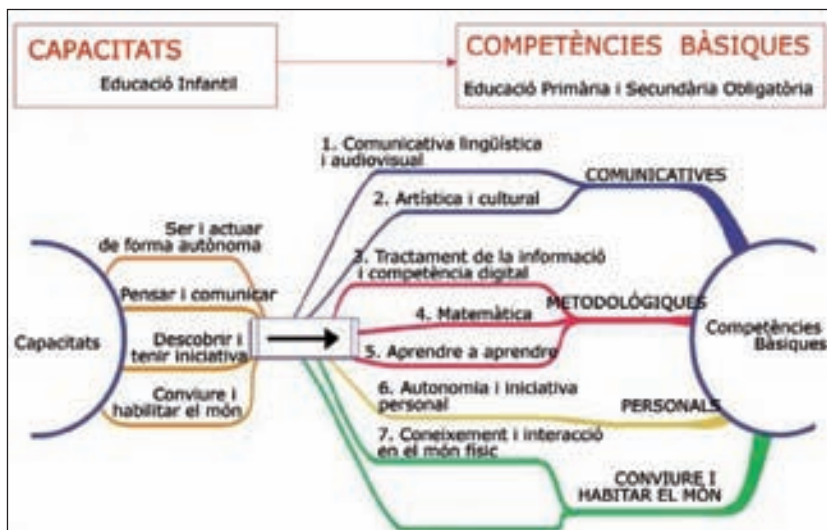 CAPACITATS
Educació Infantil
COMPETÈNCIES BÀSIQUES
Educació Primària i Secundària Obligatòria
Capacitats
Ser i actuar
de forma autònoma
Pensar i comunicar
Descobrir i
tenir iniciativa
Conviure i
habilitar el món
1. Comunicativa lingüística
i audiovisual
2. Artística i cultural
COMUNICATIVES
3. Tractament de la informació
i competència digital
4. Matemàtica
5. Aprendre a aprendre
METODOLÓGIQUES
6. Autonomia i iniciativa
personal
PERSONALS
7. Coneixement i interacció
en el món físic
CONVIURE I
HABITAR EL MÓN
Competències
Bàsiques